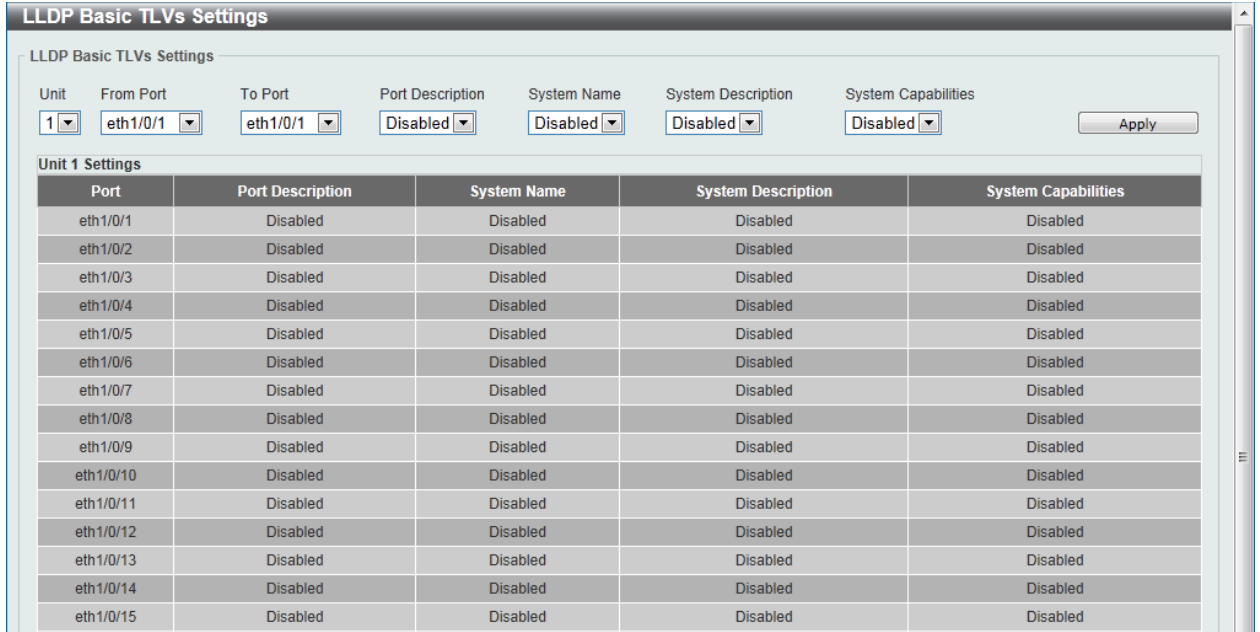 LLDP Basic TLVs Settings
LLDP Basic TLVs Settings
Unit From Port To Port Port Description System Name System Description System Capabilities
1 eth1/0/1 eth1/0/1 Disabled Disabled Disabled Disabled Apply
Unit 1 Settings
Port Port Description System Name System Description System Capabilities
eth1/0/1 Disabled Disabled Disabled Disabled
eth1/0/2 Disabled Disabled Disabled Disabled
eth1/0/3 Disabled Disabled Disabled Disabled
eth1/0/4 Disabled Disabled Disabled Disabled
eth1/0/5 Disabled Disabled Disabled Disabled
eth1/0/6 Disabled Disabled Disabled Disabled
eth1/0/7 Disabled Disabled Disabled Disabled
eth1/0/8 Disabled Disabled Disabled Disabled
eth1/0/9 Disabled Disabled Disabled Disabled
eth1/0/10 Disabled Disabled Disabled Disabled
eth1/0/11 Disabled Disabled Disabled Disabled
eth1/0/12 Disabled Disabled Disabled Disabled
eth1/0/13 Disabled Disabled Disabled Disabled
eth1/0/14 Disabled Disabled Disabled Disabled
eth1/0/15 Disabled Disabled Disabled Disabled